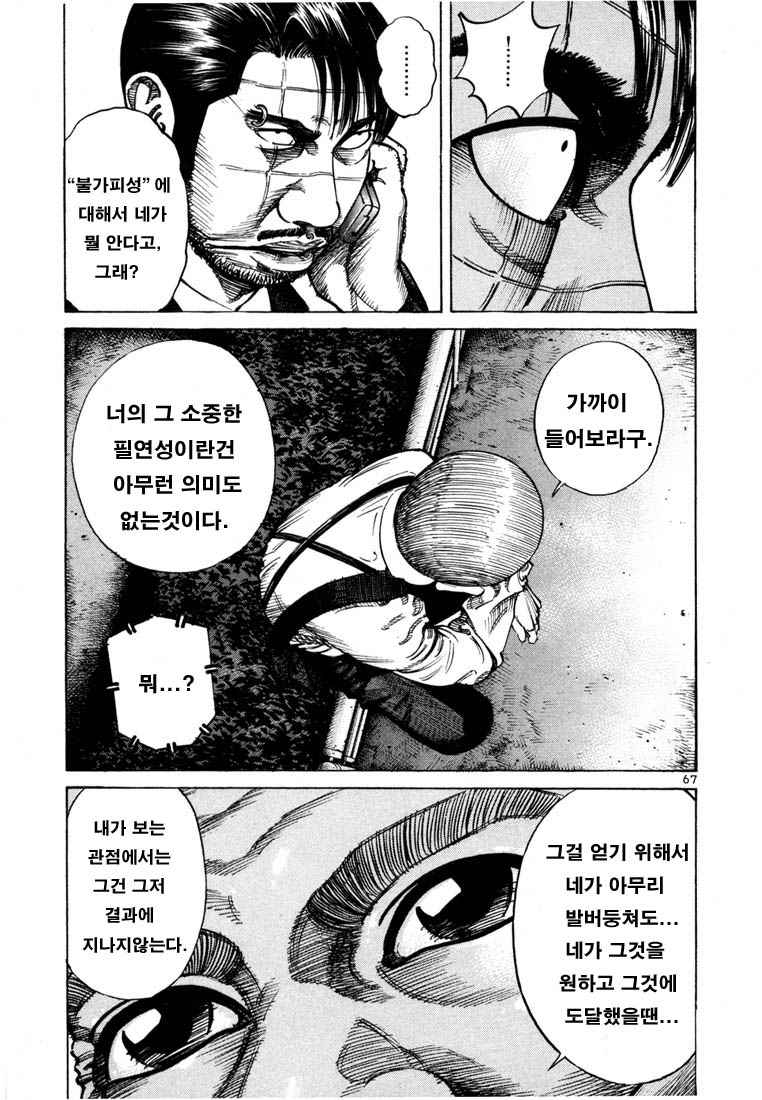 !……
……
“불가피성” 에
대해서 네가
뭘 안다고,
그래?
가까이
들어보라구.
너의 그 소중한
필연성이란건
아무런 의미도
없는것이다.
뭐...?
67
그걸 얻기 위해서
네가 아무리
발버둥쳐도...
네가 그것을
원하고 그것에
도달했을땐...
내가 보는
관점에서는
그건 그저
결과에
지나지않는다.